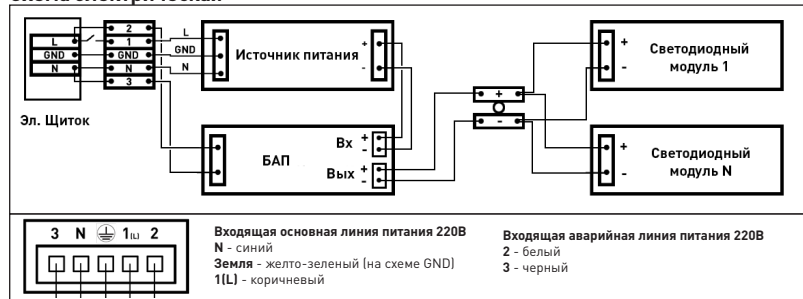 2
L
1
L
GND
GND
GND
N
N
N
3
Эл. Щиток
Источник питания
+
-
БАП
Вх
+
-
Вых
+
-
+
-
+
-
Светодиодный
модуль 1
+
-
Светодиодный
модуль N
3 N 1(L) 2
Входящая основная линия питания 220В
N - синий
Земля - желто-зеленый (на схеме GND)
1(L) - коричневый
Входящая аварийная линия питания 220В
2 - белый
3 - черный